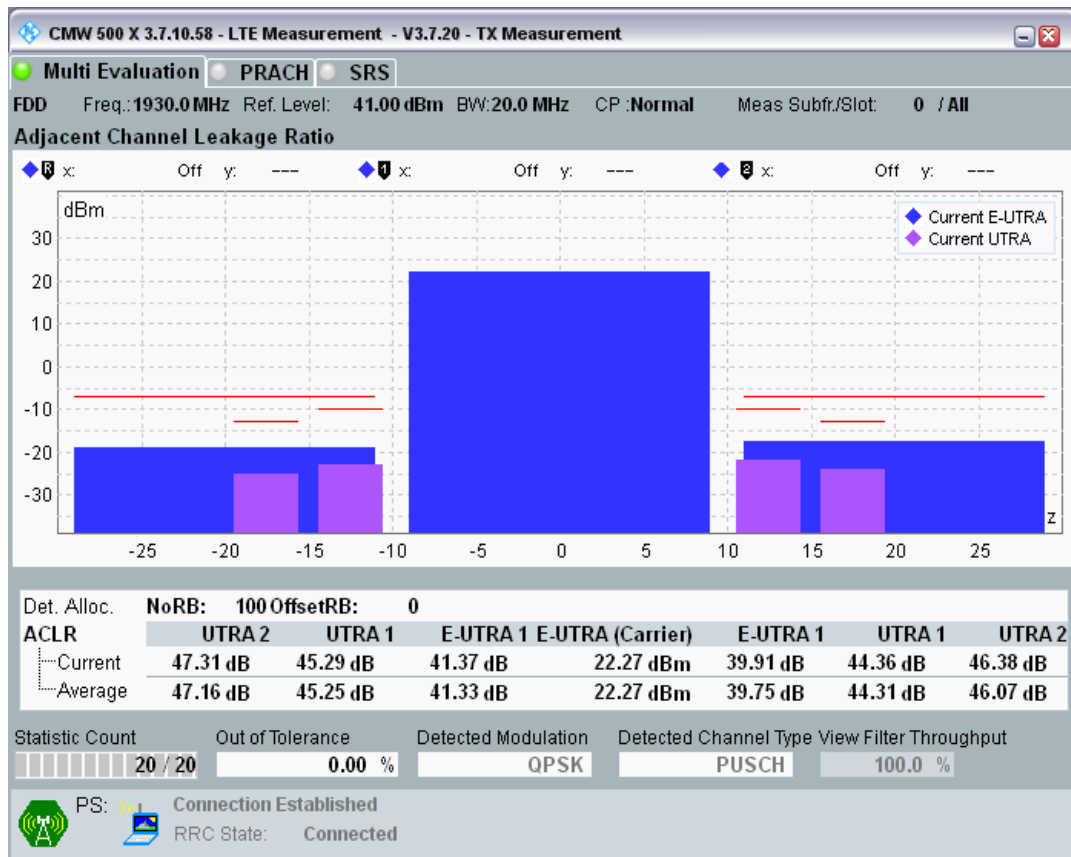 CMW 500 X 3.7.10.58 - LTE Measurement - V3.7.20 - TX Measurement
Multi Evaluation PRACH SRS
FDD Freq.:1930.0 MHz Ref. Level: 41.00 dBm BW:20.0 MHz CP :Normal Meas Subfr./Slot: 0 / All
Adjacent Channel Leakage Ratio
R x: Off y: --- 1 x: Off y: --- 2 x: Off y: ---
dBm
Current E-UTRA
Current UTRA
30
20
10
0
-10
-20
-30
z
-25 -20 -15 -10 -5 0 5 10 15 20 25
Det. Alloc. NoRB: 100 OffsetRB: 0
ACLR UTRA 2 UTRA 1 E-UTRA 1 E-UTRA (Carrier) E-UTRA 1 UTRA 1 UTRA 2
Current 47.31 dB 45.29 dB 41.37 dB 22.27 dBm 39.91 dB 44.36 dB 46.38 dB
Average 47.16 dB 45.25 dB 41.33 dB 22.27 dBm 39.75 dB 44.31 dB 46.07 dB
Statistic Count Out of Tolerance Detected Modulation Detected Channel Type View Filter Throughput
20 / 20 0.00 % QPSK PUSCH 100.0 %
PS: Connection Established
RRC State: Connected